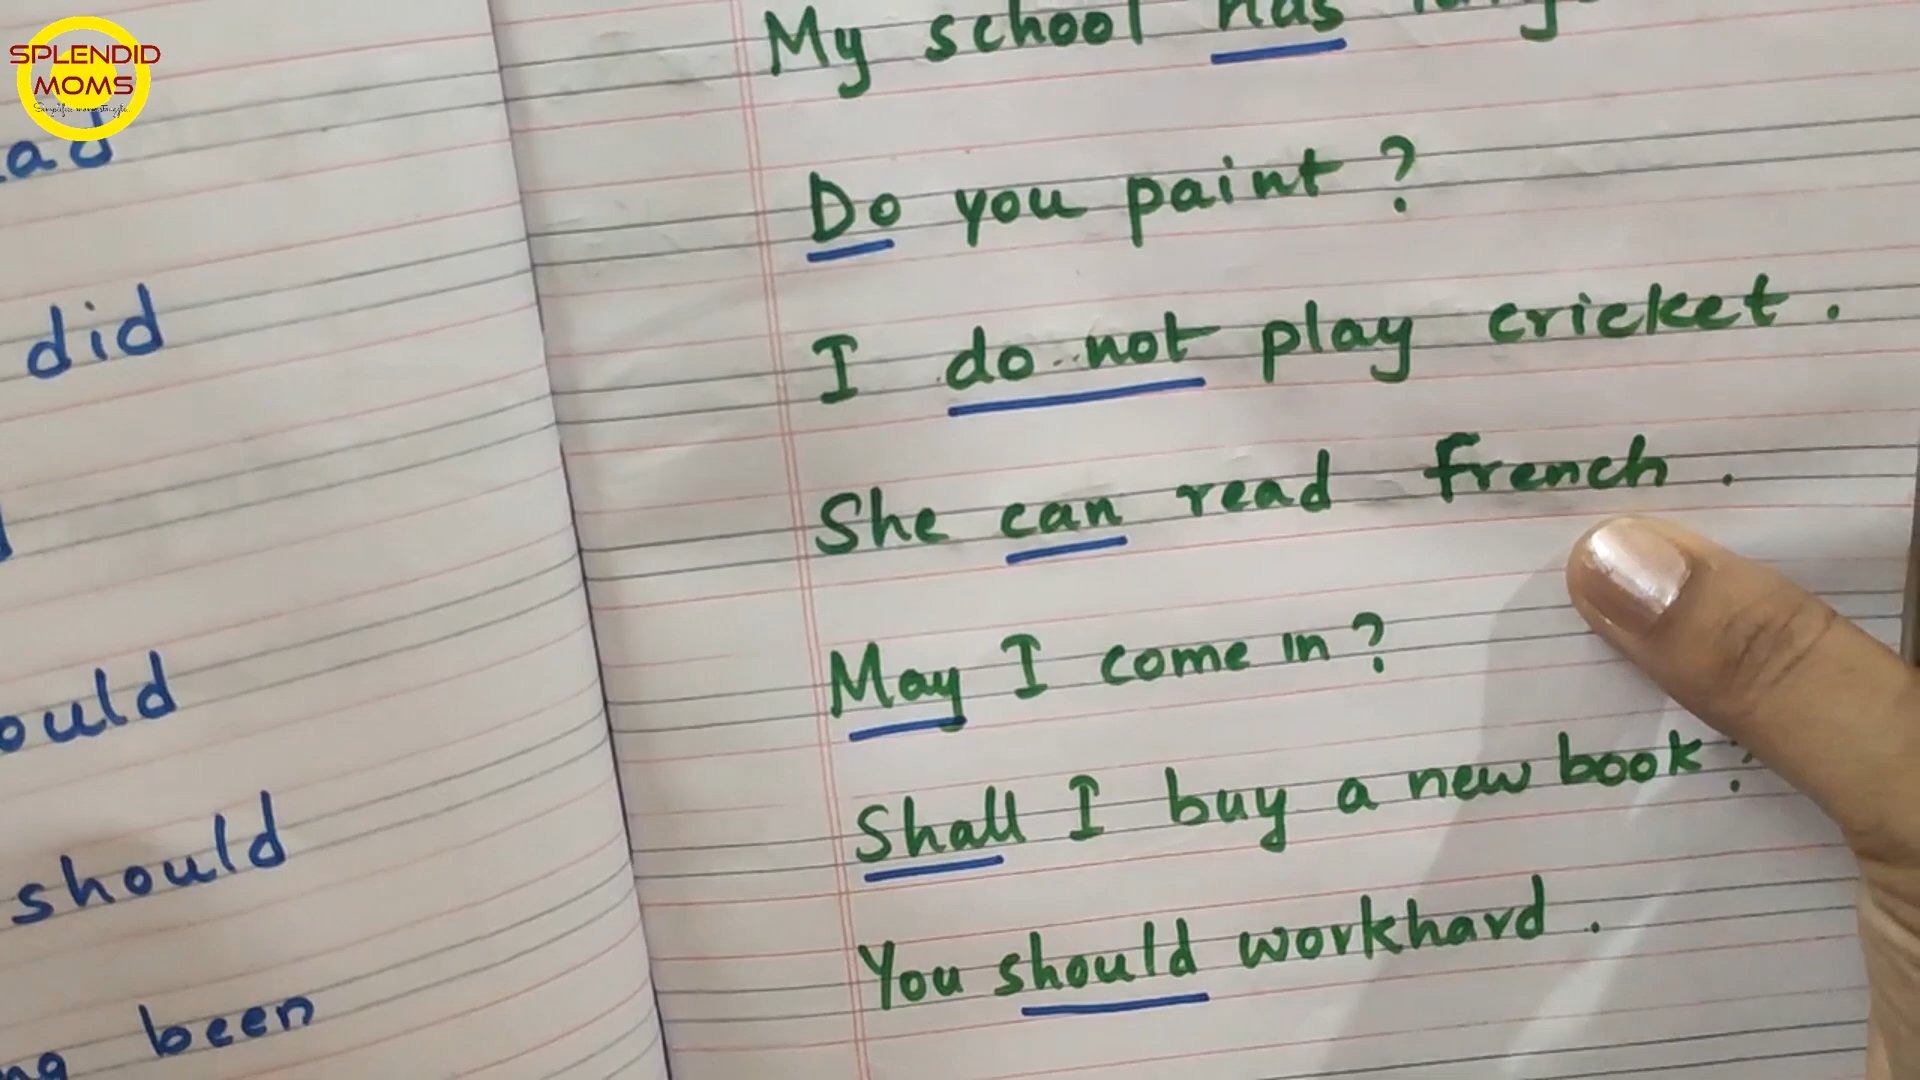 SPLENDID
MOMS
did
should
been
My school has
Do you paint ?
I do not play cricket .
She can read french .
May I come in ?
Shall I buy a new book ?
You should workhard .